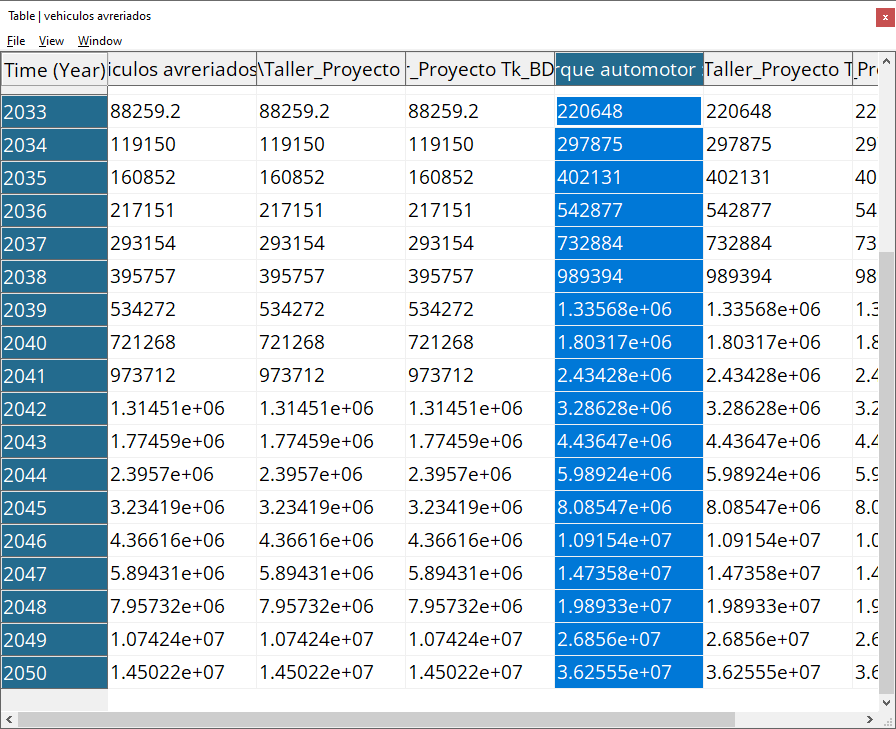 Table | vehiculos avreriados
File View Window
Time (Year) iculos avreriados \Taller_Proyecto r_Proyecto Tk_BD rque automotor : Taller_Proyecto T _Pro
2033 88259.2 88259.2 88259.2 220648 220648 22
2034 119150 119150 119150 297875 297875 29
2035 160852 160852 160852 402131 402131 40
2036 217151 217151 217151 542877 542877 54
2037 293154 293154 293154 732884 732884 73
2038 395757 395757 395757 989394 989394 98
2039 534272 534272 534272 1.33568e+06 1.33568e+06 1.3
2040 721268 721268 721268 1.80317e+06 1.80317e+06 1.8
2041 973712 973712 973712 2.43428e+06 2.43428e+06 2.4
2042 1.31451e+06 1.31451e+06 1.31451e+06 3.28628e+06 3.28628e+06 3.2
2043 1.77459e+06 1.77459e+06 1.77459e+06 4.43647e+06 4.43647e+06 4.4
2044 2.3957e+06 2.3957e+06 2.3957e+06 5.98924e+06 5.98924e+06 5.9
2045 3.23419e+06 3.23419e+06 3.23419e+06 8.08547e+06 8.08547e+06 8.0
2046 4.36616e+06 4.36616e+06 4.36616e+06 1.09154e+07 1.09154e+07 1.0
2047 5.89431e+06 5.89431e+06 5.89431e+06 1.47358e+07 1.47358e+07 1.4
2048 7.95732e+06 7.95732e+06 7.95732e+06 1.98933e+07 1.98933e+07 1.9
2049 1.07424e+07 1.07424e+07 1.07424e+07 2.6856e+07 2.6856e+07 2.6
2050 1.45022e+07 1.45022e+07 1.45022e+07 3.62555e+07 3.62555e+07 3.6